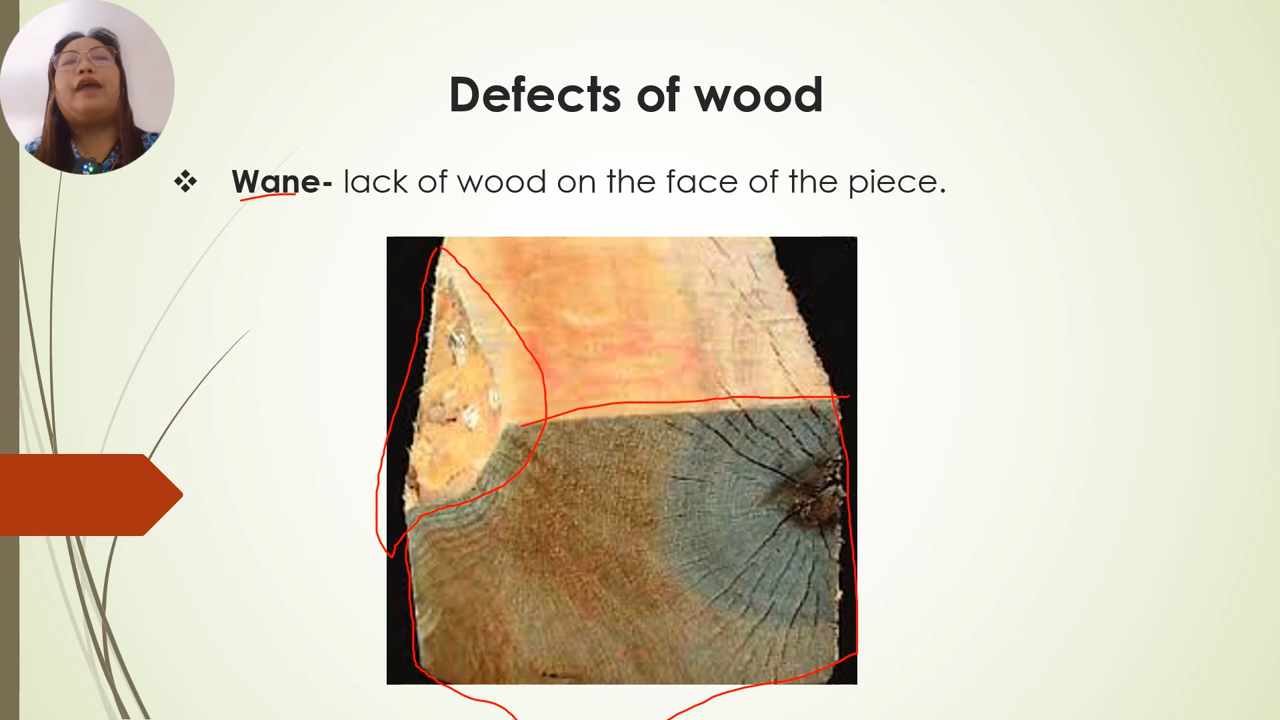 Defects of wood
❖ Wane- lack of wood on the face of the piece.